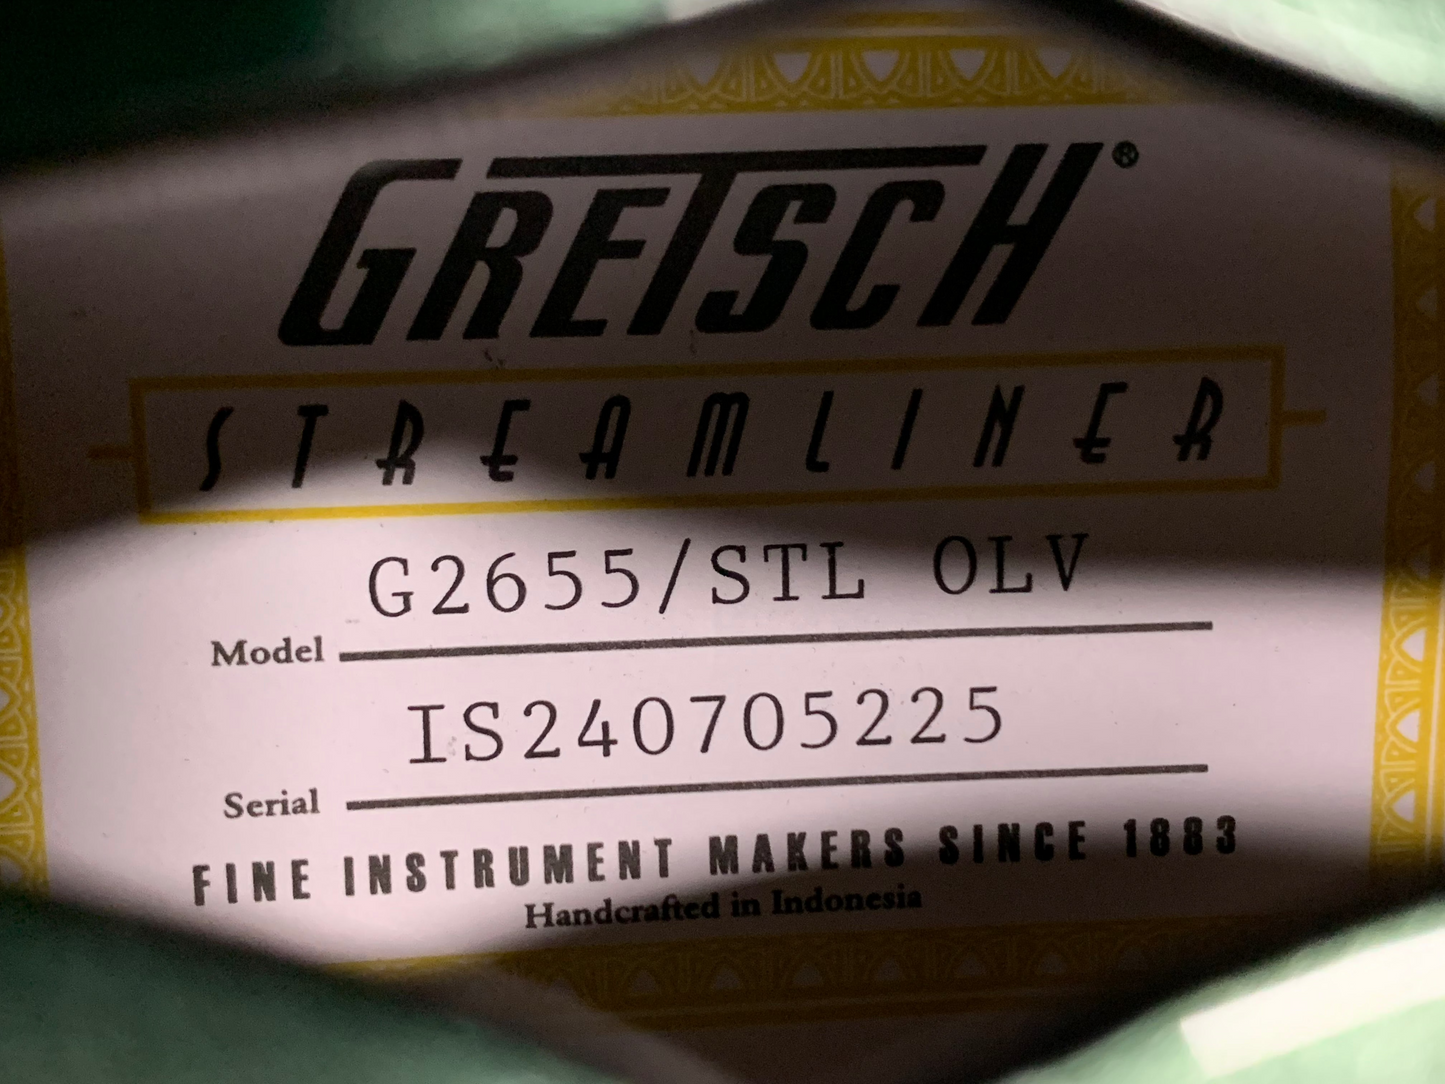 GRETSCH®
STREAMLINER
G2655/STL OLV
Model
IS240705225
Serial
FINE INSTRUMENT MAKERS SINCE 1883
Handcrafted in Indonesia